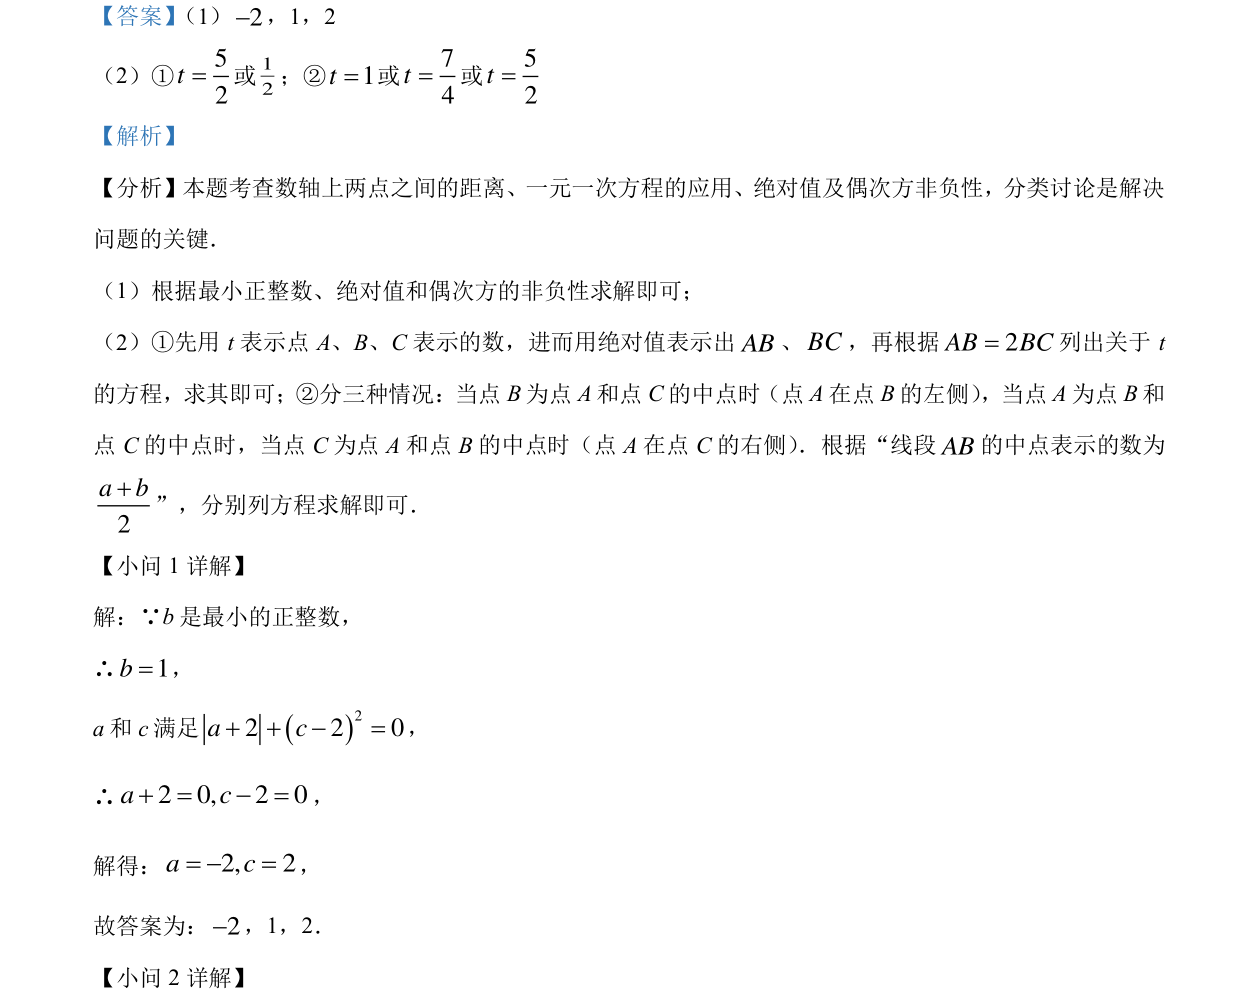 【答案】（1）−2，1，2
（2）①t = 5/2 或 1/2；②t = 1或t = 7/4 或t = 5/2
【解析】
【分析】本题考查数轴上两点之间的距离、一元一次方程的应用、绝对值及偶次方非负性，分类讨论是解决
问题的关键．
（1）根据最小正整数、绝对值和偶次方的非负性求解即可；
（2）①先用 t 表示点 A、B、C 表示的数，进而用绝对值表示出 AB 、 BC ，再根据 AB = 2BC 列出关于 t
的方程，求其即可；②分三种情况：当点 B 为点 A 和点 C 的中点时（点 A 在点 B 的左侧），当点 A 为点 B 和
点 C 的中点时，当点 C 为点 A 和点 B 的中点时（点 A 在点 C 的右侧）．根据“线段 AB 的中点表示的数为
(a+b)/2”，分别列方程求解即可．
【小问 1 详解】
解：∵b 是最小的正整数，
∴b =1，
a 和 c 满足|a+2|+(c−2)² = 0，
∴a+2=0,c−2=0，
解得：a =−2,c = 2，
故答案为：−2，1，2．
【小问 2 详解】